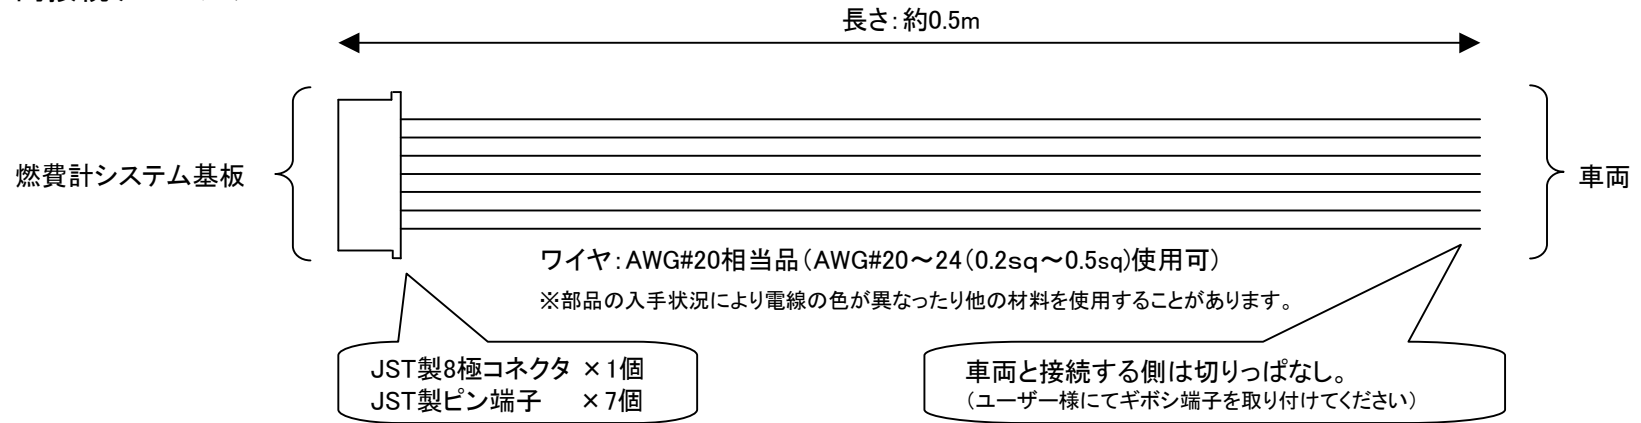 長さ：約0.5m
燃費計システム基板
車両
ワイヤ：AWG#20相当品（AWG#20～24（0.2sq～0.5sq)使用可）
※部品の入手状況により電線の色が異なったり他の材料を使用することがあります。
JST製8極コネクタ ×1個
JST製ピン端子　 ×7個
車両と接続する側は切りっぱなし。
（ユーザー様にてギボシ端子を取り付けてください）